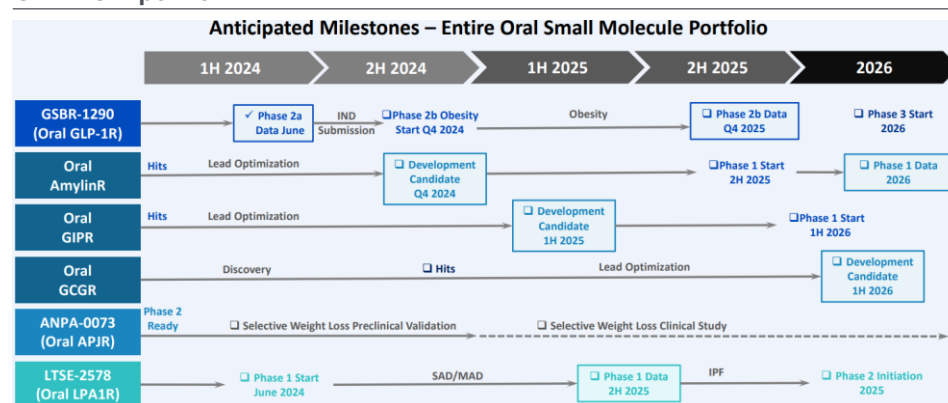 Anticipated Milestones – Entire Oral Small Molecule Portfolio
1H 2024
2H 2024
1H 2025
2H 2025
2026
GSBR-1290
(Oral GLP-1R)
✓ Phase 2a
Data June
IND
Submission
❑Phase 2b Obesity
Start Q4 2024
Obesity
❑ Phase 2b Data
Q4 2025
❑ Phase 3 Start
2026
Oral
AmylinR
Hits
Lead Optimization
❑ Development
Candidate
Q4 2024
❑ Phase 1 Start
2H 2025
❑ Phase 1 Data
2026
Oral
GIPR
Hits
Lead Optimization
❑ Development
Candidate
1H 2025
❑Phase 1 Start
1H 2026
Oral
GCGR
Discovery
❑ Hits
Lead Optimization
❑ Development
Candidate
1H 2026
ANPA-0073
(Oral APJR)
Phase 2
Ready
❑ Selective Weight Loss Preclinical Validation
❑ Selective Weight Loss Clinical Study
LTSE-2578
(Oral LPA1R)
❑ Phase 1 Start
June 2024
SAD/MAD
❑ Phase 1 Data
2H 2025
IPF
❑ Phase 2 Initiation
2025